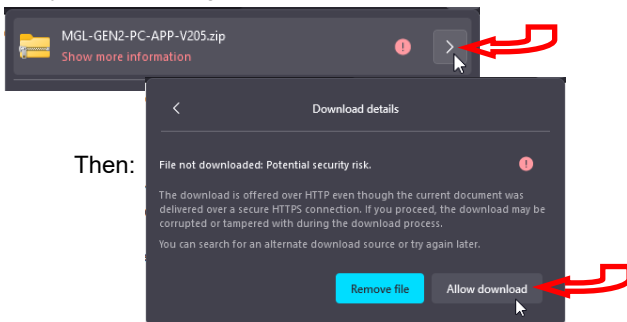 MGL-GEN2-PC-APP-V205.zip
Show more information
Download details
Then:
File not downloaded: Potential security risk.
The download is offered over HTTP even though the current document was
delivered over a secure HTTPS connection. If you proceed, the download may be
corrupted or tampered with during the download process.
You can search for an alternate download source or try again later.
Remove file
Allow download